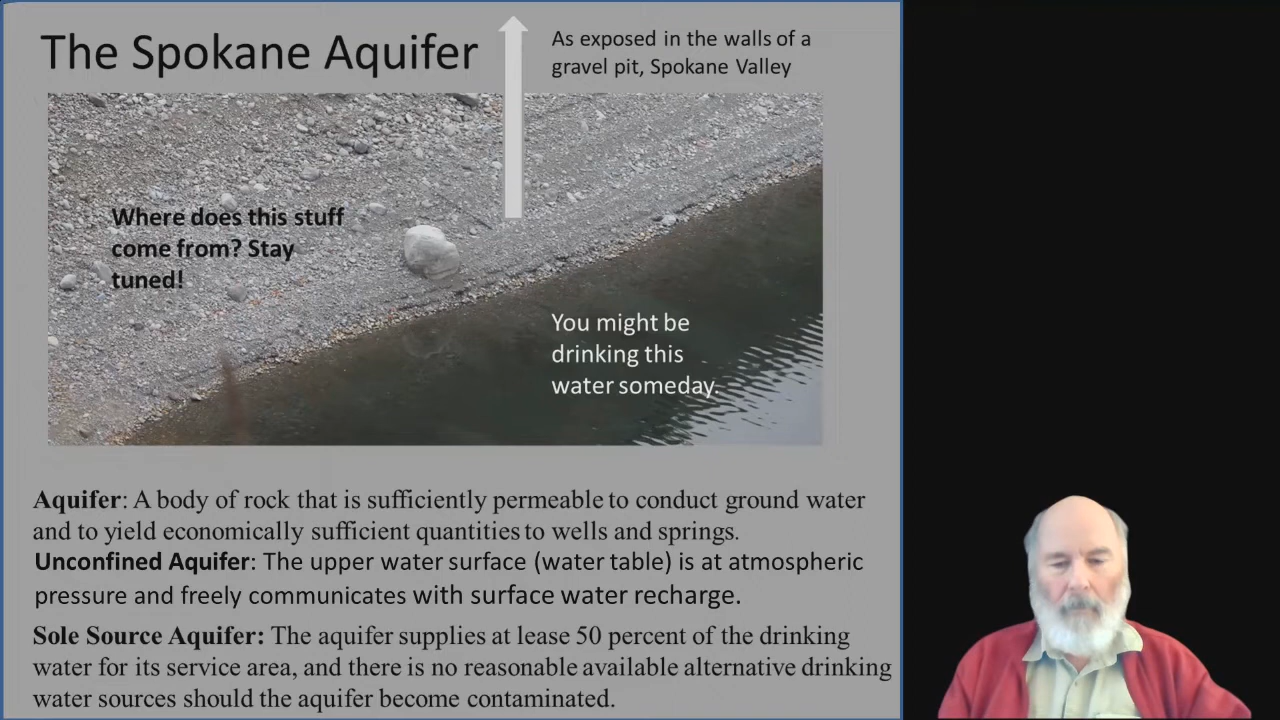 The Spokane Aquifer
As exposed in the walls of a
gravel pit, Spokane Valley
Where does this stuff
come from? Stay
tuned!
You might be
drinking this
water someday.
Aquifer: A body of rock that is sufficiently permeable to conduct ground water
and to yield economically sufficient quantities to wells and springs.
Unconfined Aquifer: The upper water surface (water table) is at atmospheric
pressure and freely communicates with surface water recharge.
Sole Source Aquifer: The aquifer supplies at lease 50 percent of the drinking
water for its service area, and there is no reasonable available alternative drinking
water sources should the aquifer become contaminated.